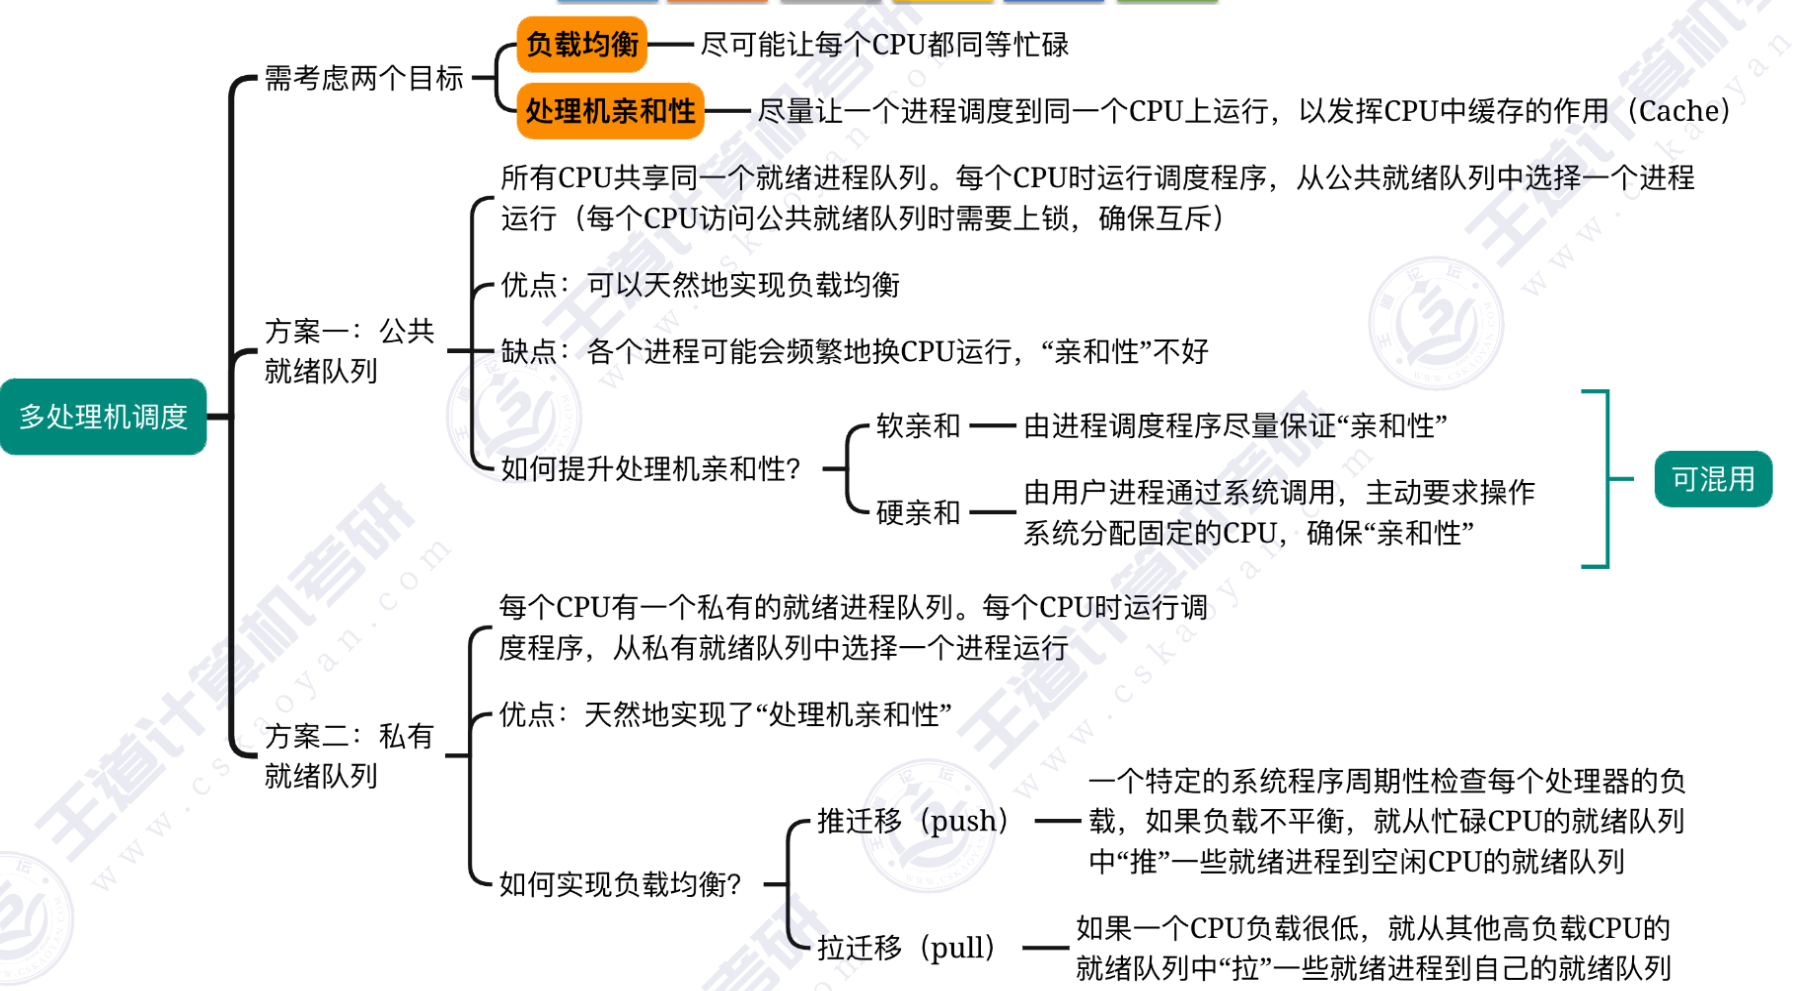 负载均衡
尽可能让每个CPU都同等忙碌
需考虑两个目标
处理机亲和性
尽量让一个进程调度到同一个CPU上运行，以发挥CPU中缓存的作用（Cache）
所有CPU共享同一个就绪进程队列。每个CPU时运行调度程序，从公共就绪队列中选择一个进程
运行（每个CPU访问公共就绪队列时需要上锁，确保互斥）
优点：可以天然地实现负载均衡
方案一：公共
就绪队列
缺点：各个进程可能会频繁地换CPU运行，“亲和性”不好
多处理机调度
如何提升处理机亲和性？
软亲和
由进程调度程序尽量保证“亲和性”
硬亲和
由用户进程通过系统调用，主动要求操作
系统分配固定的CPU，确保“亲和性”
可混用
每个CPU有一个私有的就绪进程队列。每个CPU时运行调
度程序，从私有就绪队列中选择一个进程运行
优点：天然地实现了“处理机亲和性”
方案二：私有
就绪队列
如何实现负载均衡？
推迁移（push）
一个特定的系统程序周期性检查每个处理器的负
载，如果负载不平衡，就从忙碌CPU的就绪队列
中“推”一些就绪进程到空闲CPU的就绪队列
拉迁移（pull）
如果一个CPU负载很低，就从其他高负载CPU的
就绪队列中“拉”一些就绪进程到自己的就绪队列
王道计算机考研
www.cskaoyan.com